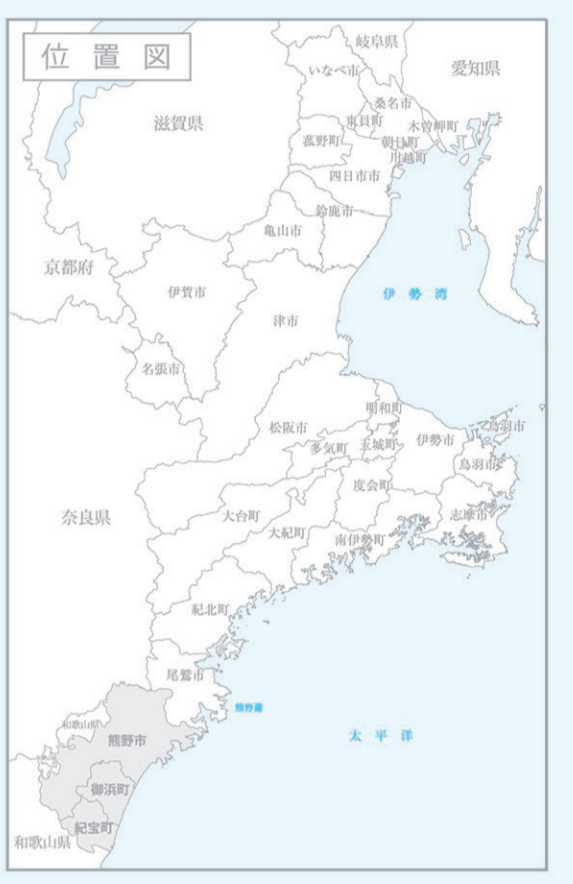 位置図
岐阜県
いなべ市
愛知県
桑名市
東員町
木曽岬町
滋賀県
菰野町
朝日町
川越町
四日市市
鈴鹿市
亀山市
京都府
伊賀市
伊勢湾
津市
名張市
明和町
松阪市
鳥羽市
多気町
玉城町
伊勢市
鳥羽市
度会町
奈良県
大台町
志摩市
大紀町
南伊勢町
紀北町
尾鷲市
熊野灘
和歌山県
熊野市
太平洋
御浜町
紀宝町
和歌山県